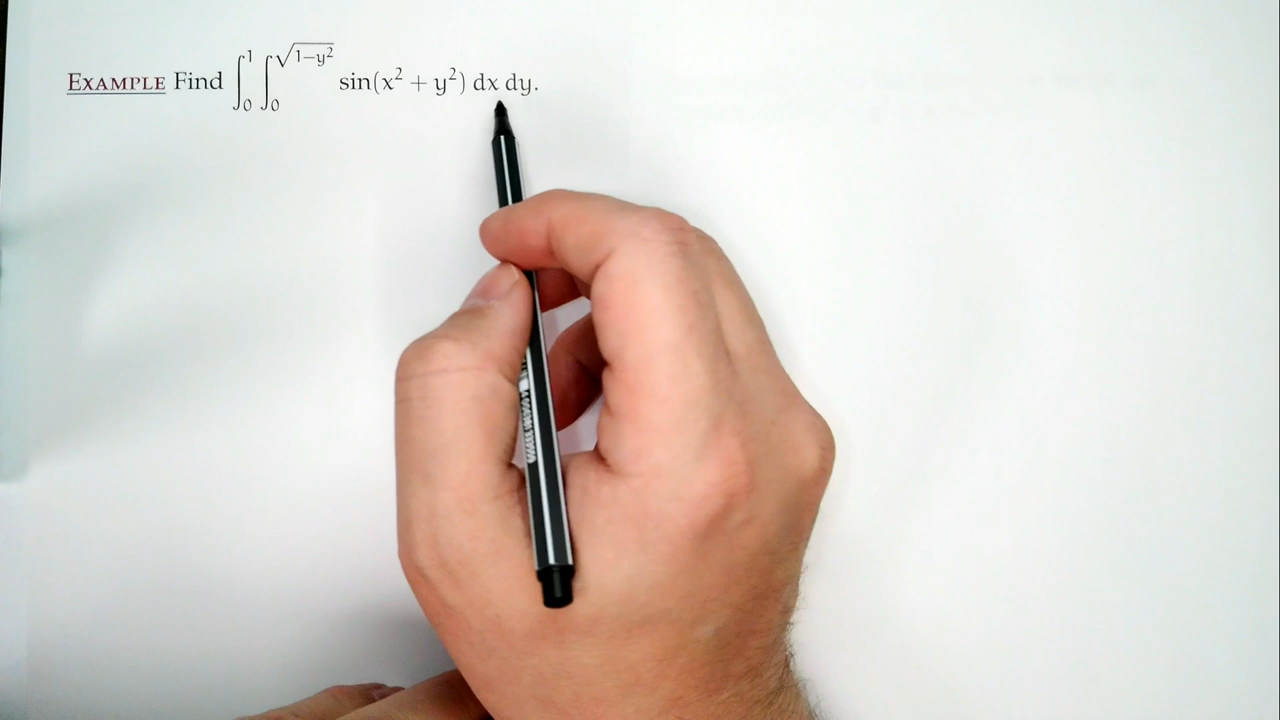 EXAMPLE Find ∫₀¹ ∫₀^√(1−y²) sin(x² + y²) dx dy.